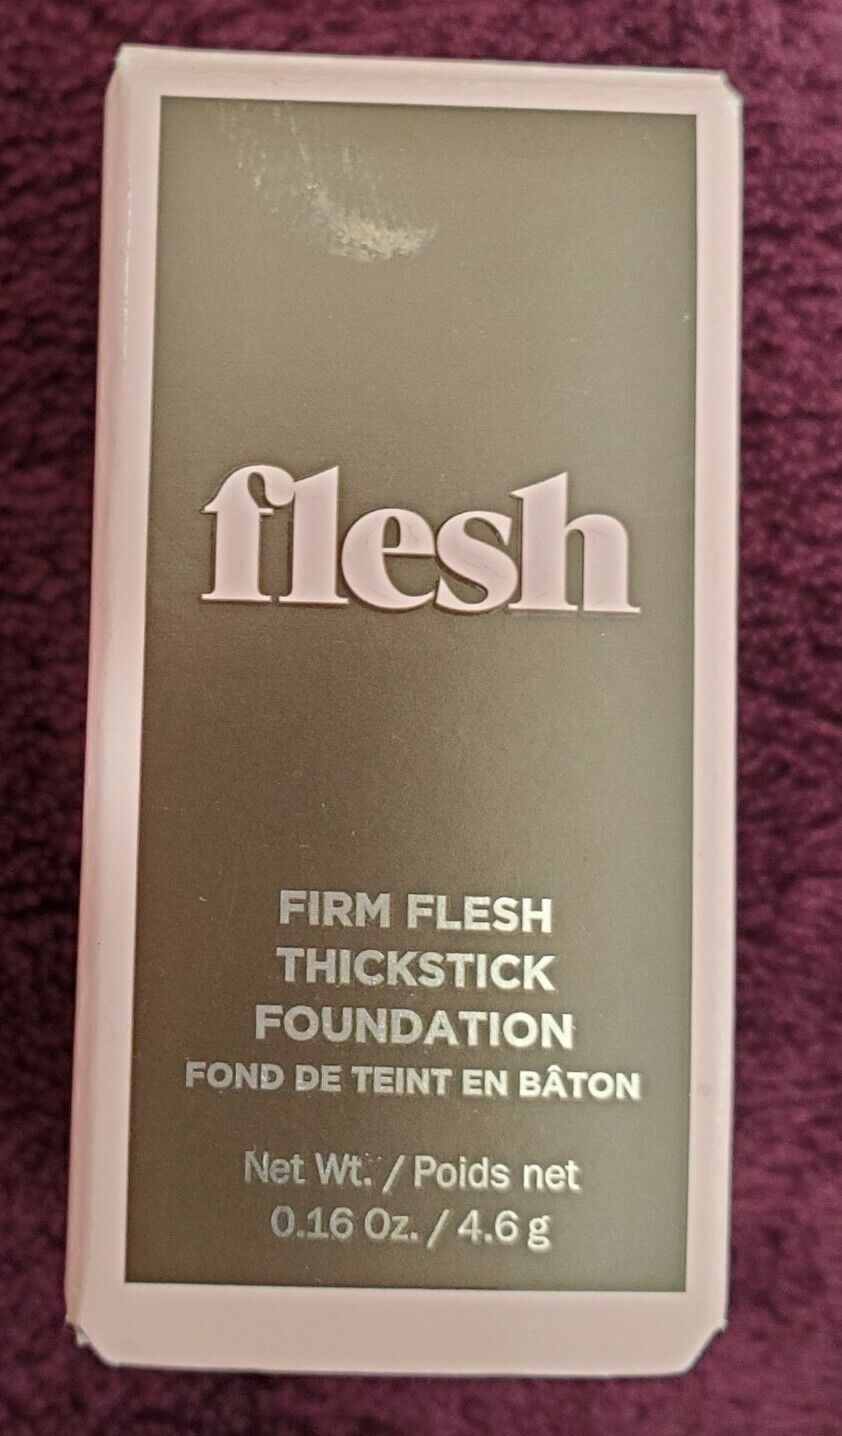 flesh
FIRM FLESH
THICKSTICK
FOUNDATION
FOND DE TEINT EN BÂTON
Net Wt. / Poids net
0.16 Oz. / 4.6 g